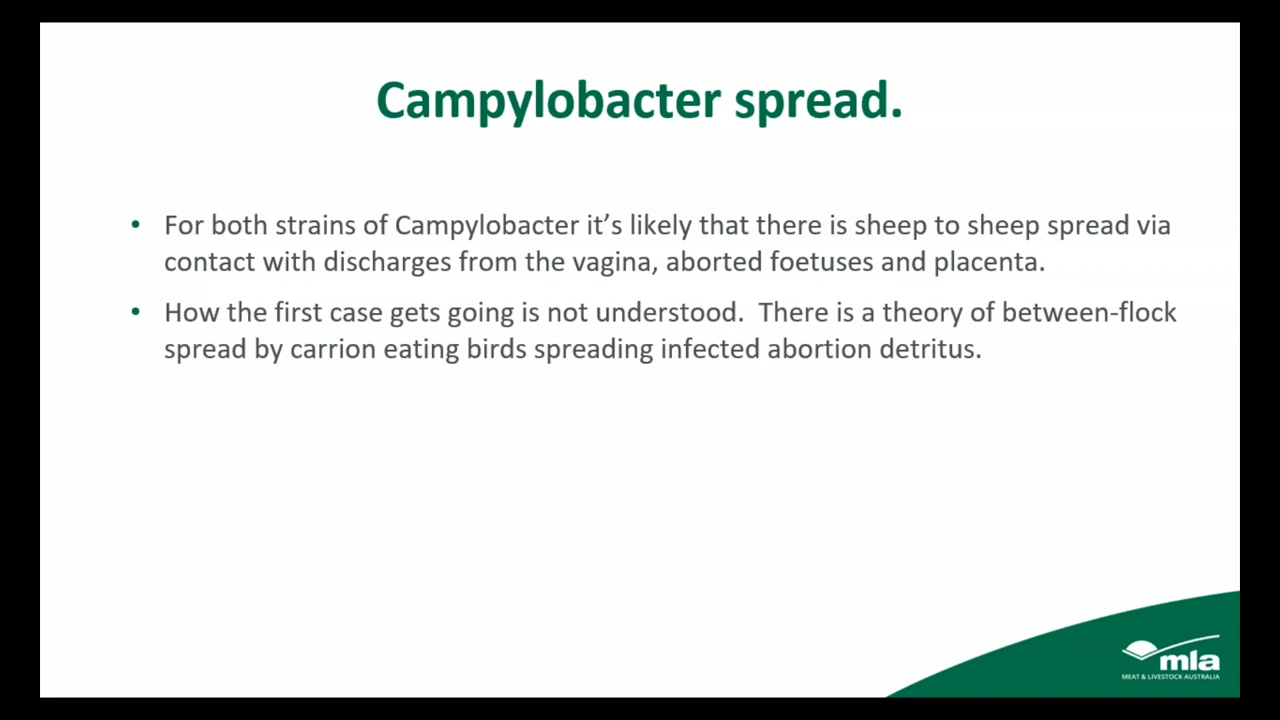 Campylobacter spread.
• For both strains of Campylobacter it’s likely that there is sheep to sheep spread via
contact with discharges from the vagina, aborted foetuses and placenta.
• How the first case gets going is not understood.  There is a theory of between-flock
spread by carrion eating birds spreading infected abortion detritus.
mla
MEAT & LIVESTOCK AUSTRALIA